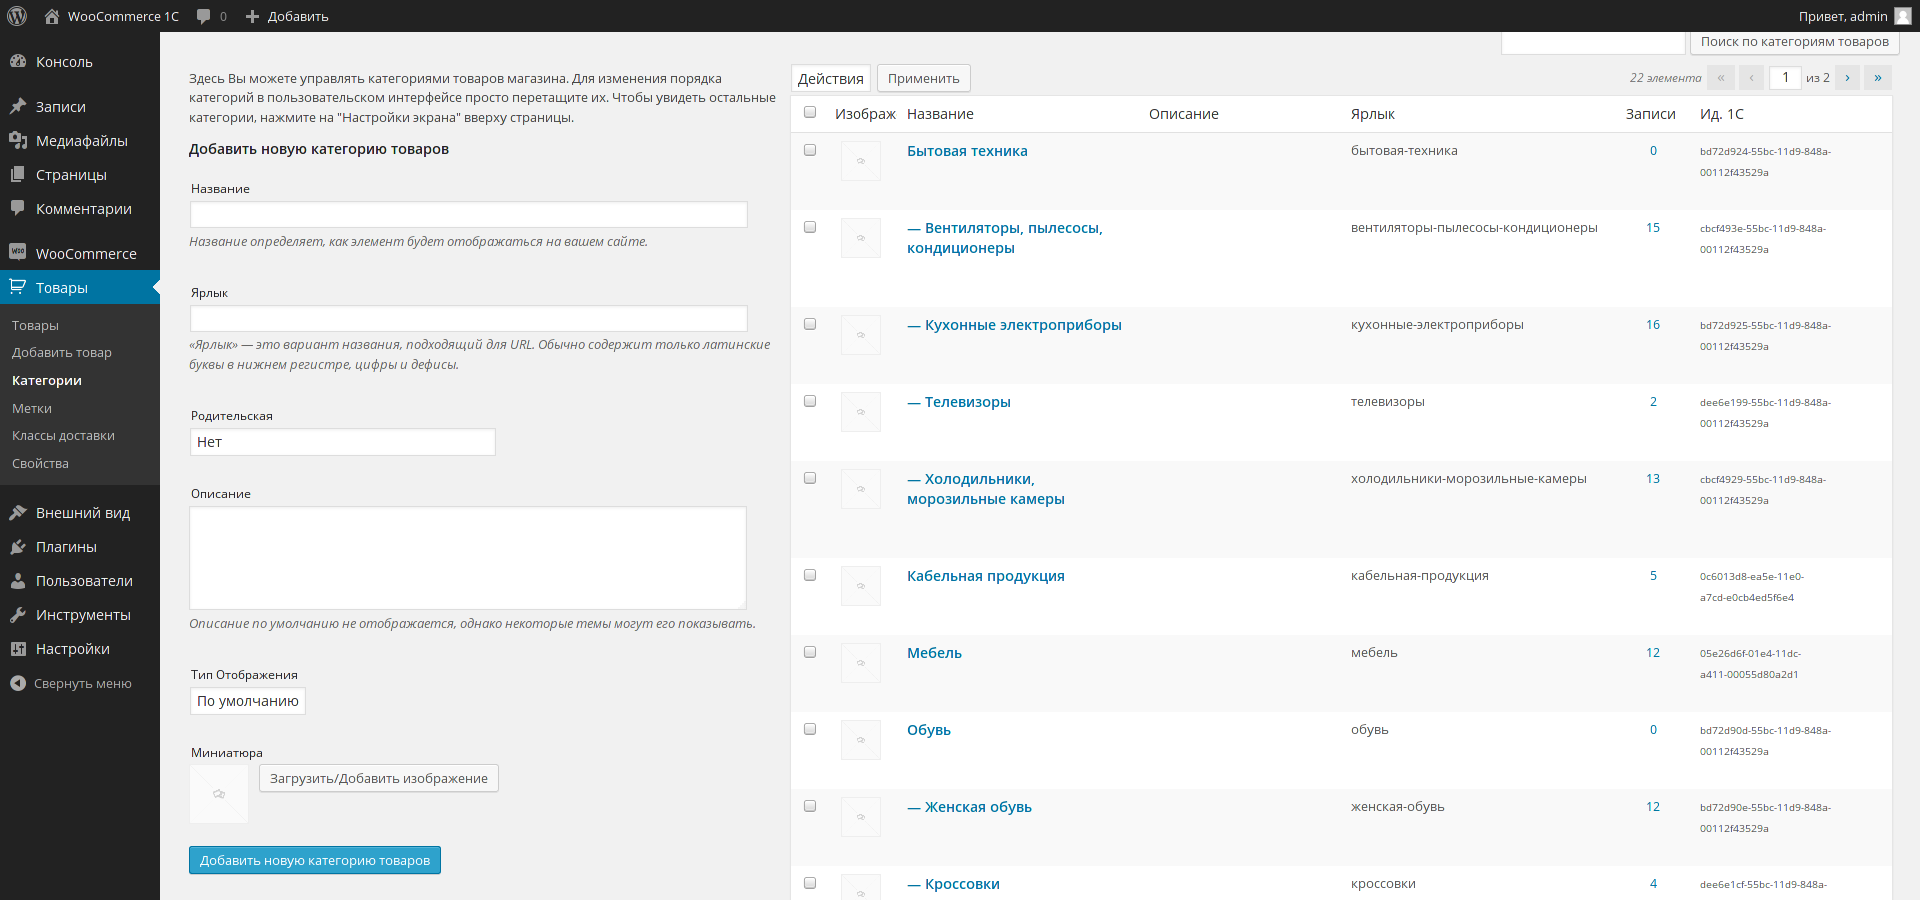 WooCommerce 1C
0
Добавить
Привет, admin
Консоль
Записи
Медиафайлы
Страницы
Комментарии
WooCommerce
Товары
Товары
Добавить товар
Категории
Метки
Классы доставки
Свойства
Внешний вид
Плагины
Пользователи
Инструменты
Настройки
Свернуть меню
Здесь Вы можете управлять категориями товаров магазина. Для изменения порядка
категорий в пользовательском интерфейсе просто перетащите их. Чтобы увидеть остальные
категории, нажмите на "Настройки экрана" вверху страницы.
Добавить новую категорию товаров
Название
Название определяет, как элемент будет отображаться на вашем сайте.
Ярлык
«Ярлык» — это вариант названия, подходящий для URL. Обычно содержит только латинские
буквы в нижнем регистре, цифры и дефисы.
Родительская
Нет
Описание
Описание по умолчанию не отображается, однако некоторые темы могут его показывать.
Тип Отображения
По умолчанию
Миниатюра
Загрузить/Добавить изображение
Добавить новую категорию товаров
Поиск по категориям товаров
Действия
Применить
22 элемента « ‹ 1 из 2 › »
Изображ Название Описание Ярлык Записи Ид. 1С
Бытовая техника бытовая-техника 0 bd72d924-55bc-11d9-848a-
00112f43529a
— Вентиляторы, пылесосы, вентиляторы-пылесосы-кондиционеры 15 cbcf493e-55bc-11d9-848a-
кондиционеры 00112f43529a
— Кухонные электроприборы кухонные-электроприборы 16 bd72d925-55bc-11d9-848a-
00112f43529a
— Телевизоры телевизоры 2 dee6e199-55bc-11d9-848a-
00112f43529a
— Холодильники, холодильники-морозильные-камеры 13 cbcf4929-55bc-11d9-848a-
морозильные камеры 00112f43529a
Кабельная продукция кабельная-продукция 5 0c6013d8-ea5e-11e0-
a7cd-e0cb4ed5f6e4
Мебель мебель 12 05e26d6f-01e4-11dc-
a411-00055d80a2d1
Обувь обувь 0 bd72d90d-55bc-11d9-848a-
00112f43529a
— Женская обувь женская-обувь 12 bd72d90e-55bc-11d9-848a-
00112f43529a
— Кроссовки кроссовки 4 dee6e1cf-55bc-11d9-848a-